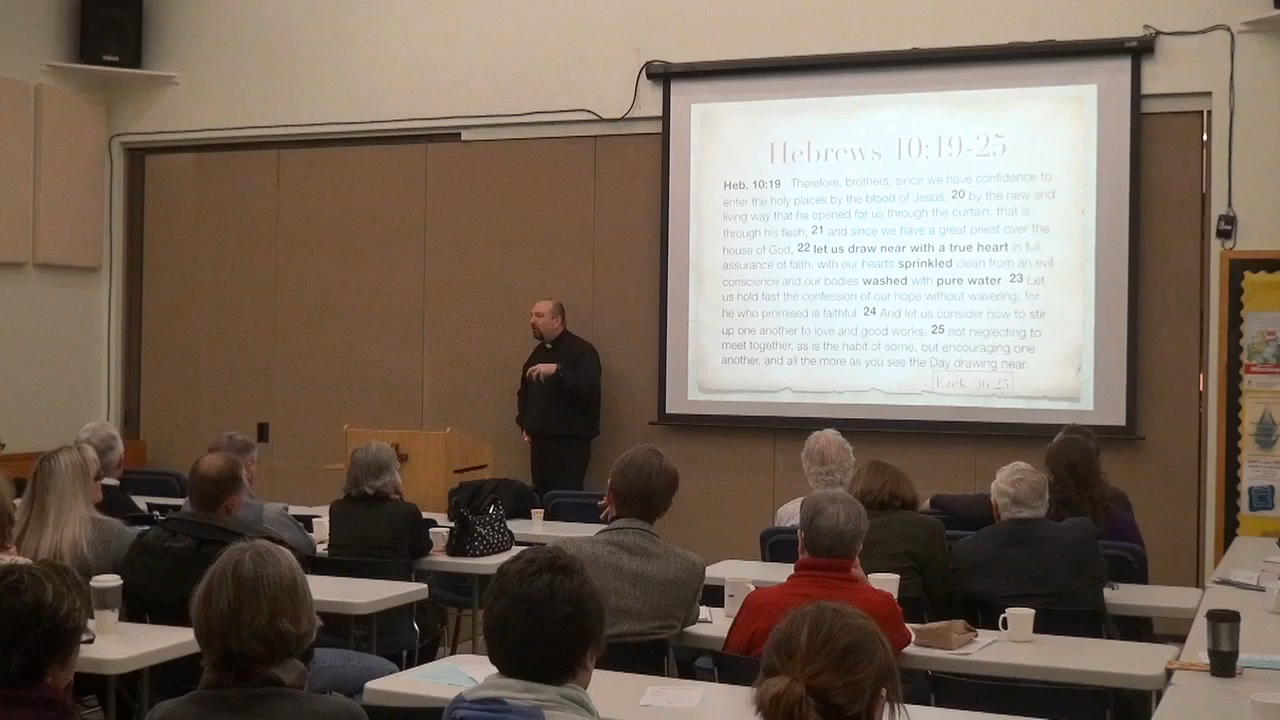 Hebrews 10:19-25
Heb. 10:19 Therefore, brothers, since we have confidence to
enter the holy places by the blood of Jesus, 20 by the new and
living way that he opened for us through the curtain, that is,
through his flesh, 21 and since we have a great priest over the
house of God, 22 let us draw near with a true heart in full
assurance of faith, with our hearts sprinkled clean from an evil
conscience and our bodies washed with pure water 23 Let
us hold fast the confession of our hope without wavering, for
he who promised is faithful. 24 And let us consider how to stir
up one another to love and good works, 25 not neglecting to
meet together, as is the habit of some, but encouraging one
another, and all the more as you see the Day drawing near.
Ezek. 36:25